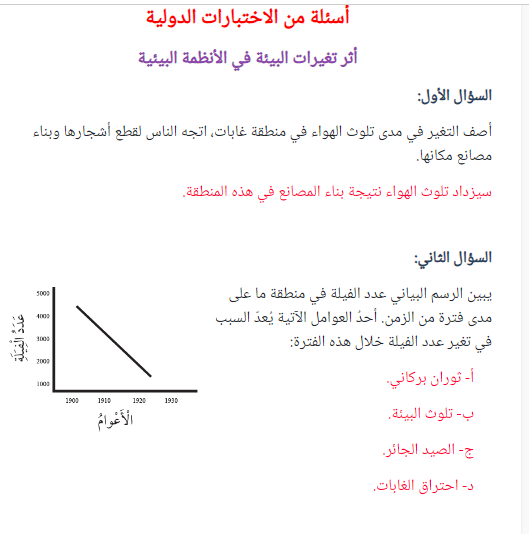 أسئلة من الاختبارات الدولية
أثر تغيرات البيئة في الأنظمة البيئية
السؤال الأول:
أصف التغير في مدى تلوث الهواء في منطقة غابات، اتجه الناس لقطع أشجارها وبناء
مصانع مكانها.
سيزداد تلوث الهواء نتيجة بناء المصانع في هذه المنطقة.
السؤال الثاني:
يبين الرسم البياني عدد الفيلة في منطقة ما على
مدى فترة من الزمن. أحدُ العوامل الآتية يُعدّ السبب
في تغير عدد الفيلة خلال هذه الفترة:
أ- ثوران بركاني.
ب- تلوث البيئة.
ج- الصيد الجائر.
د- احتراق الغابات.
عَدَدُ الْفِيَلَةِ
5000
4000
3000
2000
1000
1900 1910 1920 1930
الْأَعْوامُ